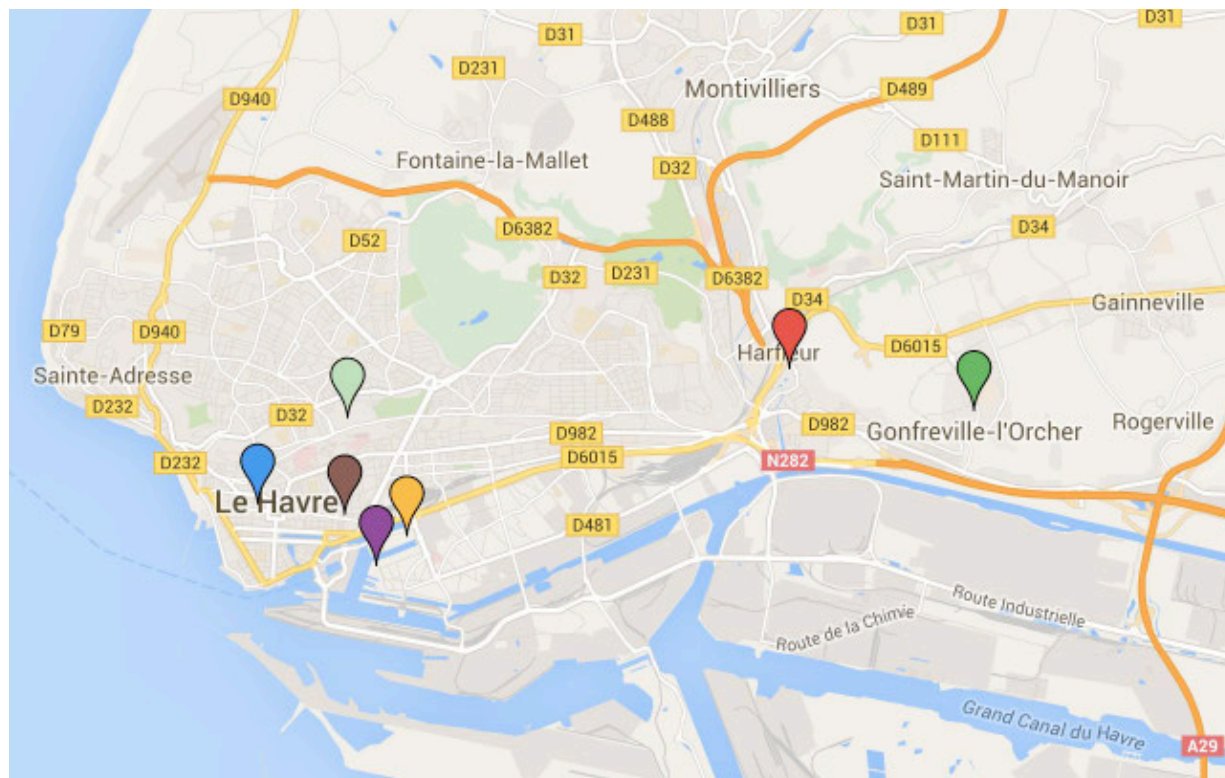 D31
D31
D31
D231
Montivilliers
D489
D940
D488
D111
Fontaine-la-Mallet
D32
Saint-Martin-du-Manoir
D6382
D34
D52
D32
D231
D6382
D34
Gainneville
D79
D940
D6015
Harfleur
Sainte-Adresse
D232
D32
D982
D982
Gonfreville-l'Orcher
Rogerville
D232
D6015
N282
Le Havre
D481
Route Industrielle
Route de la Chimie
Grand Canal du Havre
A29